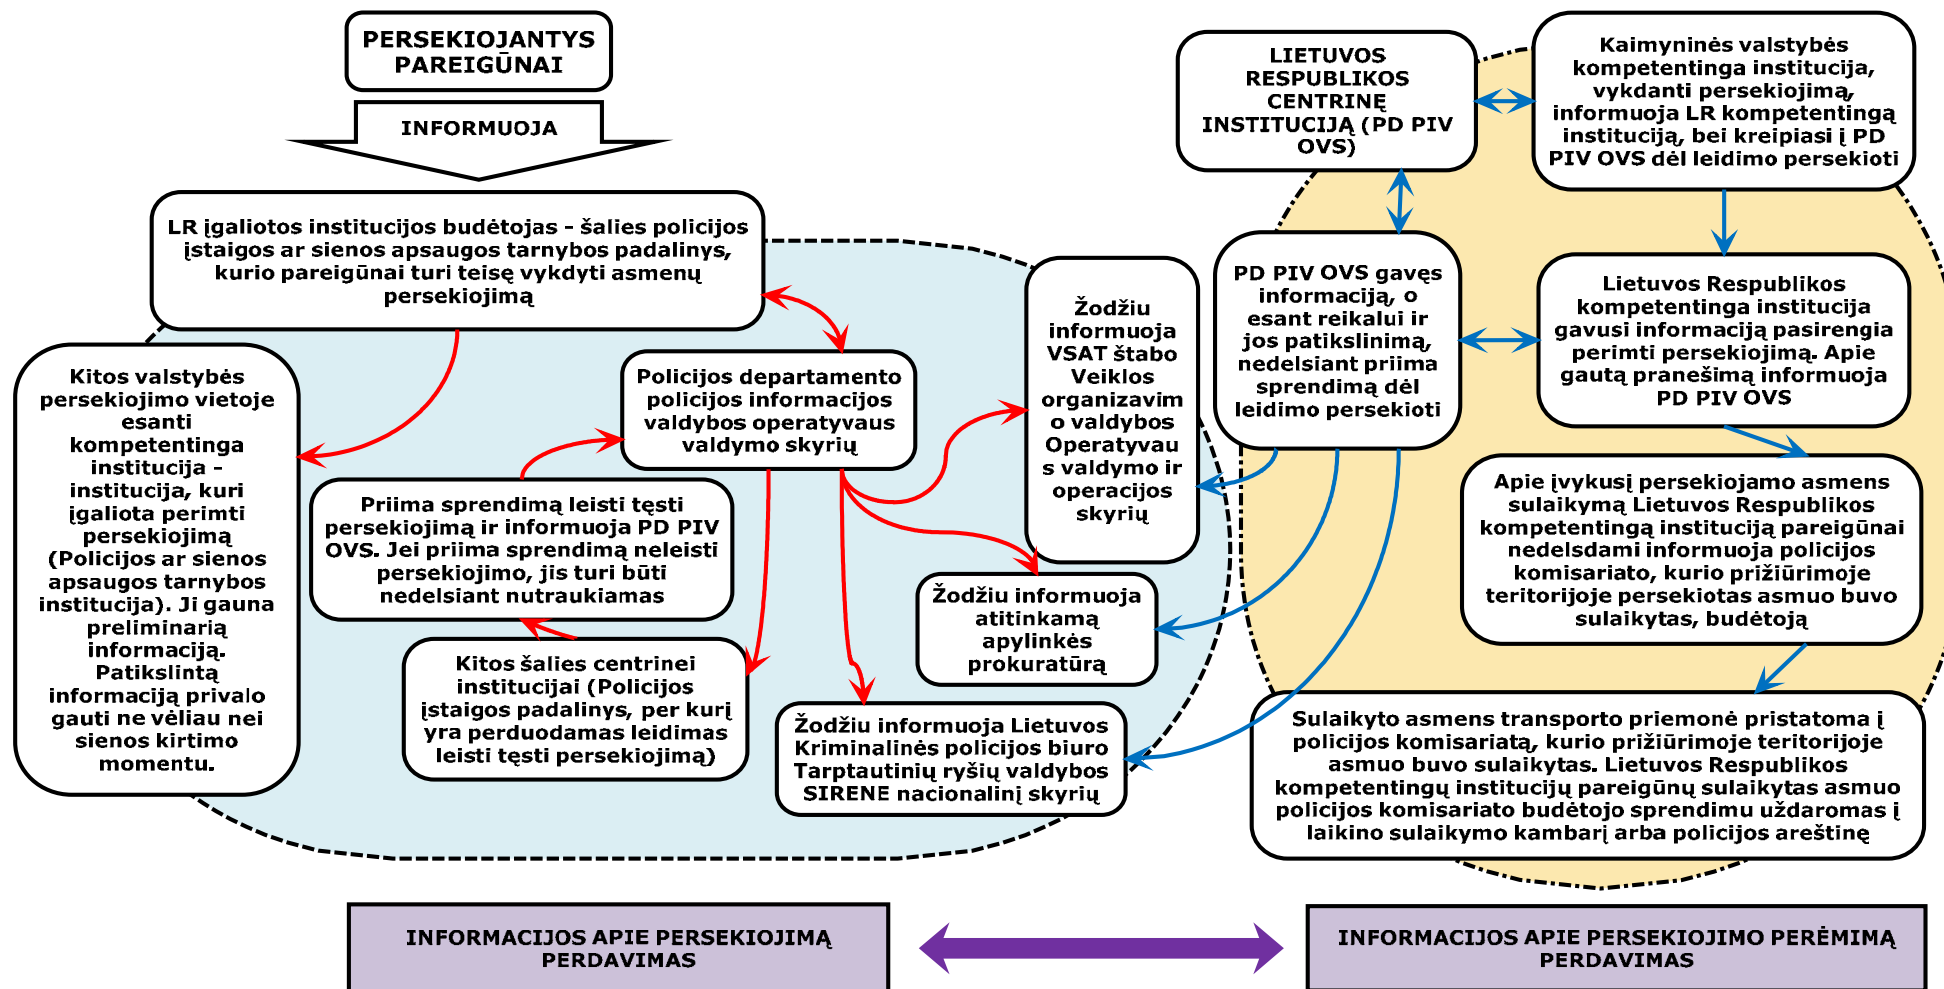 PERSEKIOJANTYS
PAREIGŪNAI
INFORMUOJA
LR įgaliotos institucijos budėtojas - šalies policijos
įstaigos ar sienos apsaugos tarnybos padalinys,
kurio pareigūnai turi teisę vykdyti asmenų
persekiojimą
Kitos valstybės
persekiojimo vietoje
esanti
kompetentinga
institucija -
institucija, kuri
įgaliota perimti
persekiojimą
(Policijos ar sienos
apsaugos tarnybos
institucija). Ji gauna
preliminarią
informaciją.
Patikslintą
informaciją privalo
gauti ne vėliau nei
sienos kirtimo
momentu.
Policijos departamento
policijos informacijos
valdybos operatyvaus
valdymo skyrių
Priima sprendimą leisti tęsti
persekiojimą ir informuoja PD PIV
OVS. Jei priima sprendimą neleisti
persekiojimo, jis turi būti
nedelsiant nutraukiamas
Kitos šalies centrinei
institucijai (Policijos
įstaigos padalinys, per kurį
yra perduodamas leidimas
leisti tęsti persekiojimą)
Žodžiu
informuoja
VSAT štabo
Veiklos
organizavim
o valdybos
Operatyvau
s valdymo ir
operacijos
skyrių
Žodžiu informuoja
atitinkamą
apylinkės
prokuratūrą
Žodžiu informuoja Lietuvos
Kriminalinės policijos biuro
Tarptautinių ryšių valdybos
SIRENE nacionalinį skyrių
LIETUVOS
RESPUBLIKOS
CENTRINĘ
INSTITUCIJĄ (PD PIV
OVS)
Kaimyninės valstybės
kompetentinga institucija,
vykdanti persekiojimą,
informuoja LR kompetentingą
instituciją, bei kreipiasi į PD
PIV OVS dėl leidimo persekioti
PD PIV OVS gavęs
informaciją, o
esant reikalui ir
jos patikslinimą,
nedelsiant priima
sprendimą dėl
leidimo persekioti
Lietuvos Respublikos
kompetentinga institucija
gavusi informaciją pasirengia
perimti persekiojimą. Apie
gautą pranešimą informuoja
PD PIV OVS
Apie įvykusį persekiojamo asmens
sulaikymą Lietuvos Respublikos
kompetentingą instituciją pareigūnai
nedelsdami informuoja policijos
komisariato, kurio prižiūrimoje
teritorijoje persekiotas asmuo buvo
sulaikytas, budėtoją
Sulaikyto asmens transporto priemonė pristatoma į
policijos komisariatą, kurio prižiūrimoje teritorijoje
asmuo buvo sulaikytas. Lietuvos Respublikos
kompetentingų institucijų pareigūnų sulaikytas asmuo
policijos komisariato budėtojo sprendimu uždaromas į
laikino sulaikymo kambarį arba policijos areštinę
INFORMACIJOS APIE PERSEKIOJIMĄ
PERDAVIMAS
INFORMACIJOS APIE PERSEKIOJIMO PERĖMIMĄ
PERDAVIMAS